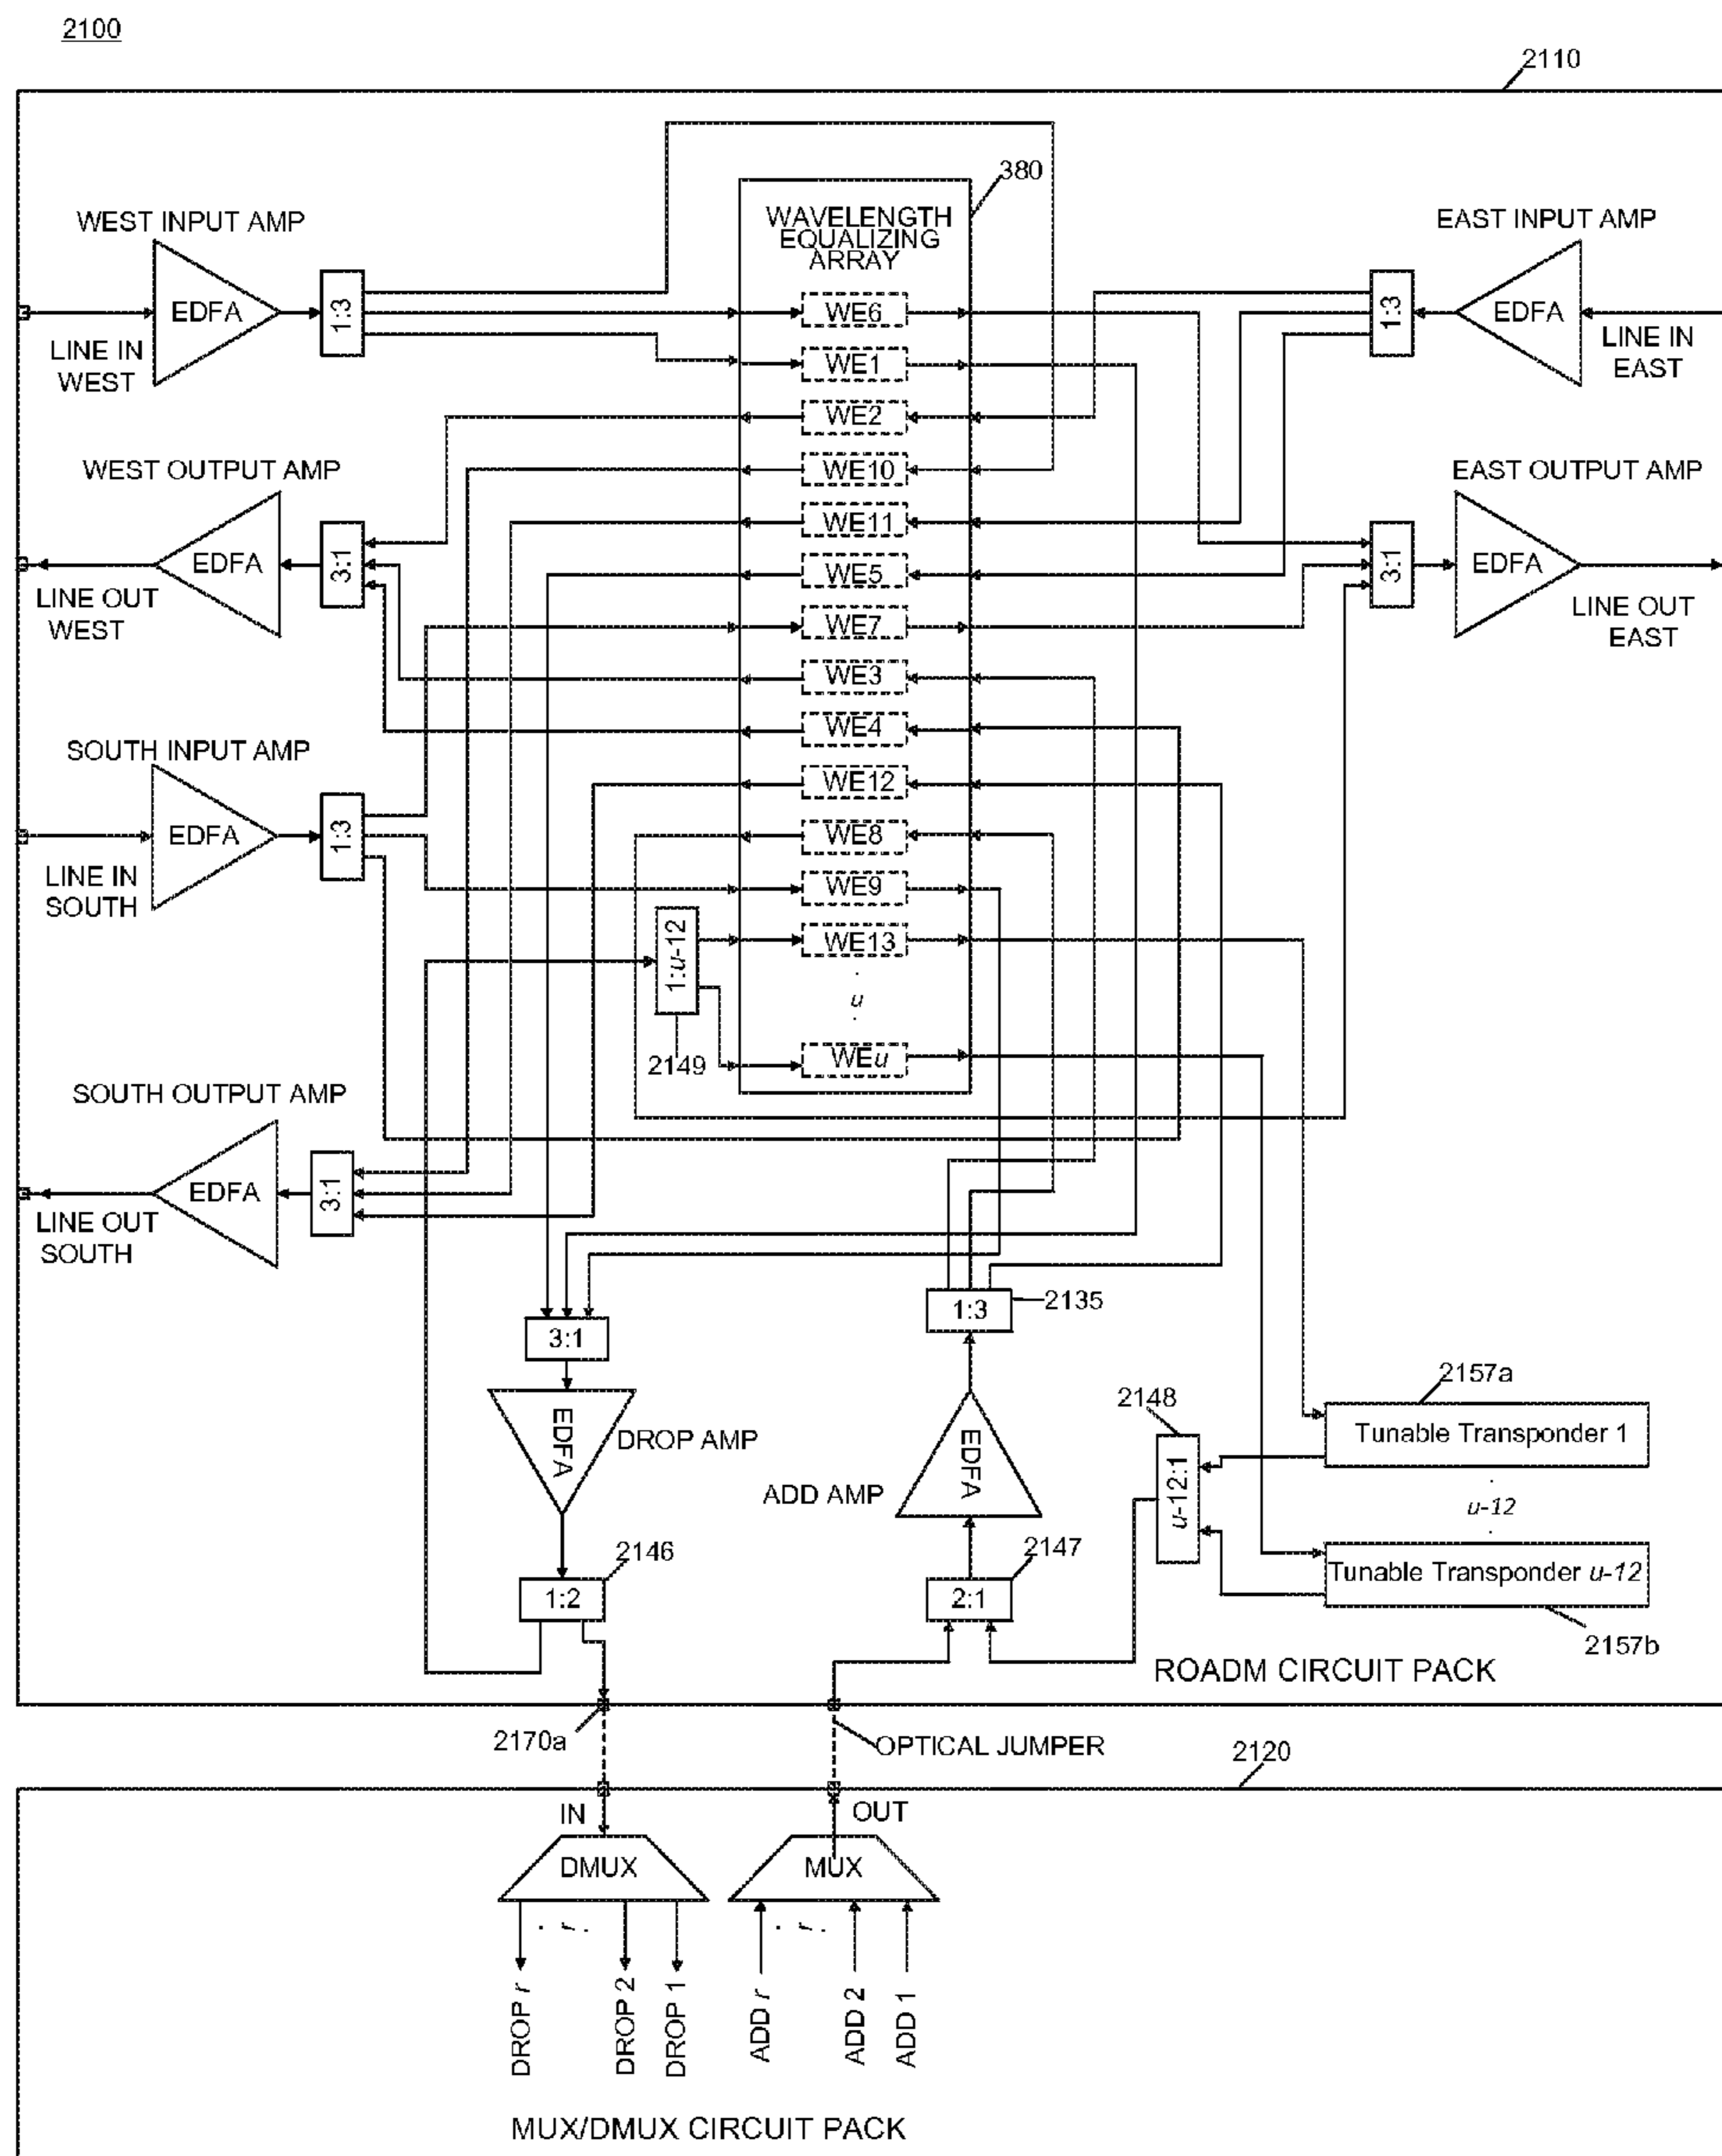 2100
2110
380
WEST INPUT AMP
EDFA
1:3
LINE IN
WEST
WAVELENGTH
EQUALIZING
ARRAY
EAST INPUT AMP
EDFA
1:3
LINE IN
EAST
WE6
WE1
WE2
WE10
WE11
WE5
WE7
WE3
WE4
WE12
WE8
WE9
WE13
u
WEu
WEST OUTPUT AMP
EDFA
3:1
LINE OUT
WEST
EAST OUTPUT AMP
3:1
EDFA
LINE OUT
EAST
SOUTH INPUT AMP
EDFA
1:3
LINE IN
SOUTH
1:u-12
2149
SOUTH OUTPUT AMP
EDFA
3:1
LINE OUT
SOUTH
1:3
2135
3:1
EDFA
DROP AMP
ADD AMP
EDFA
2148
u-12:1
2157a
Tunable Transponder 1
u-12
Tunable Transponder u-12
2157b
1:2
2146
2:1
2147
ROADM CIRCUIT PACK
2170a
OPTICAL JUMPER
2120
IN
OUT
DMUX
MUX
r
r
DROP r
DROP 2
DROP 1
ADD r
ADD 2
ADD 1
MUX/DMUX CIRCUIT PACK